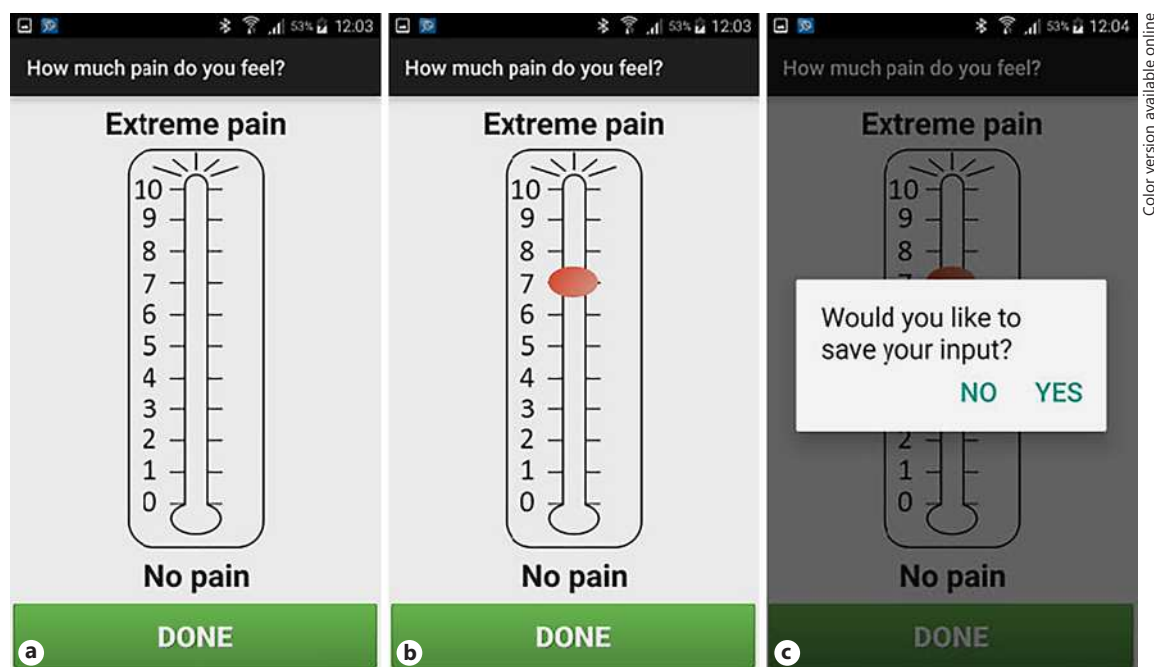 53% 12:03
How much pain do you feel?
Extreme pain
10
9
8
7
6
5
4
3
2
1
0
No pain
DONE
a
53% 12:03
How much pain do you feel?
Extreme pain
10
9
8
7
6
5
4
3
2
1
0
No pain
DONE
b
53% 12:04
How much pain do you feel?
Extreme pain
10
9
8
7
Would you like to
save your input?
NO YES
2
1
0
No pain
DONE
c
Color version available online